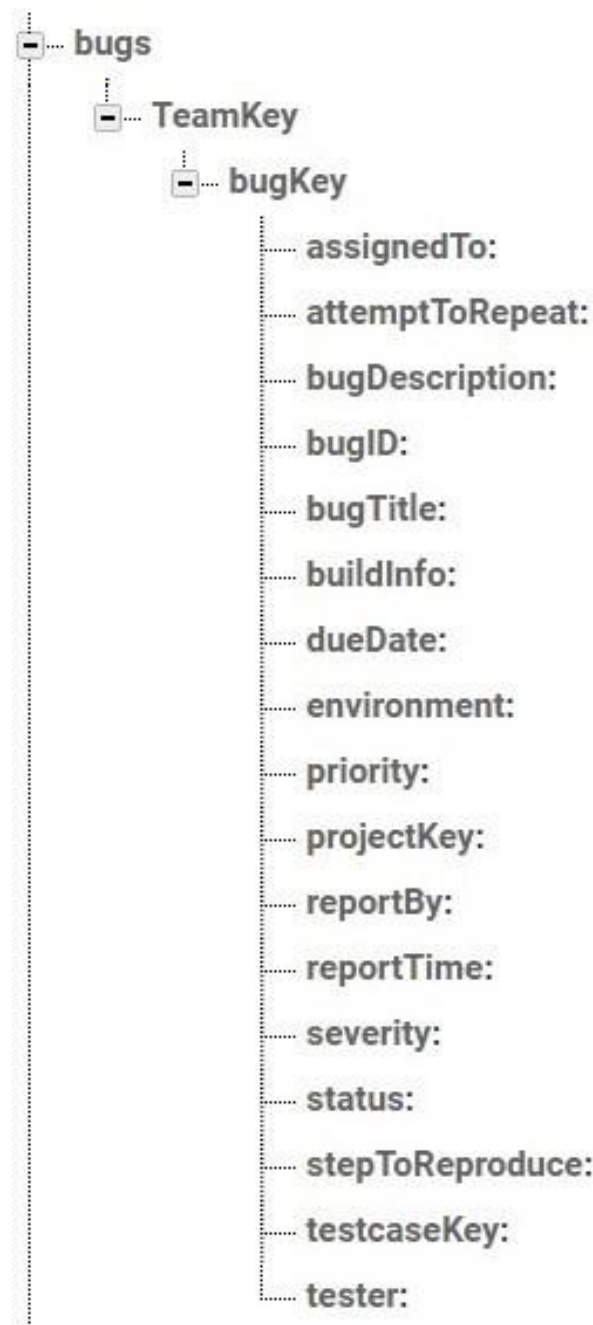 bugs
TeamKey
bugKey
assignedTo:
attemptToRepeat:
bugDescription:
bugID:
bugTitle:
buildInfo:
dueDate:
environment:
priority:
projectKey:
reportBy:
reportTime:
severity:
status:
stepToReproduce:
testcaseKey:
tester: